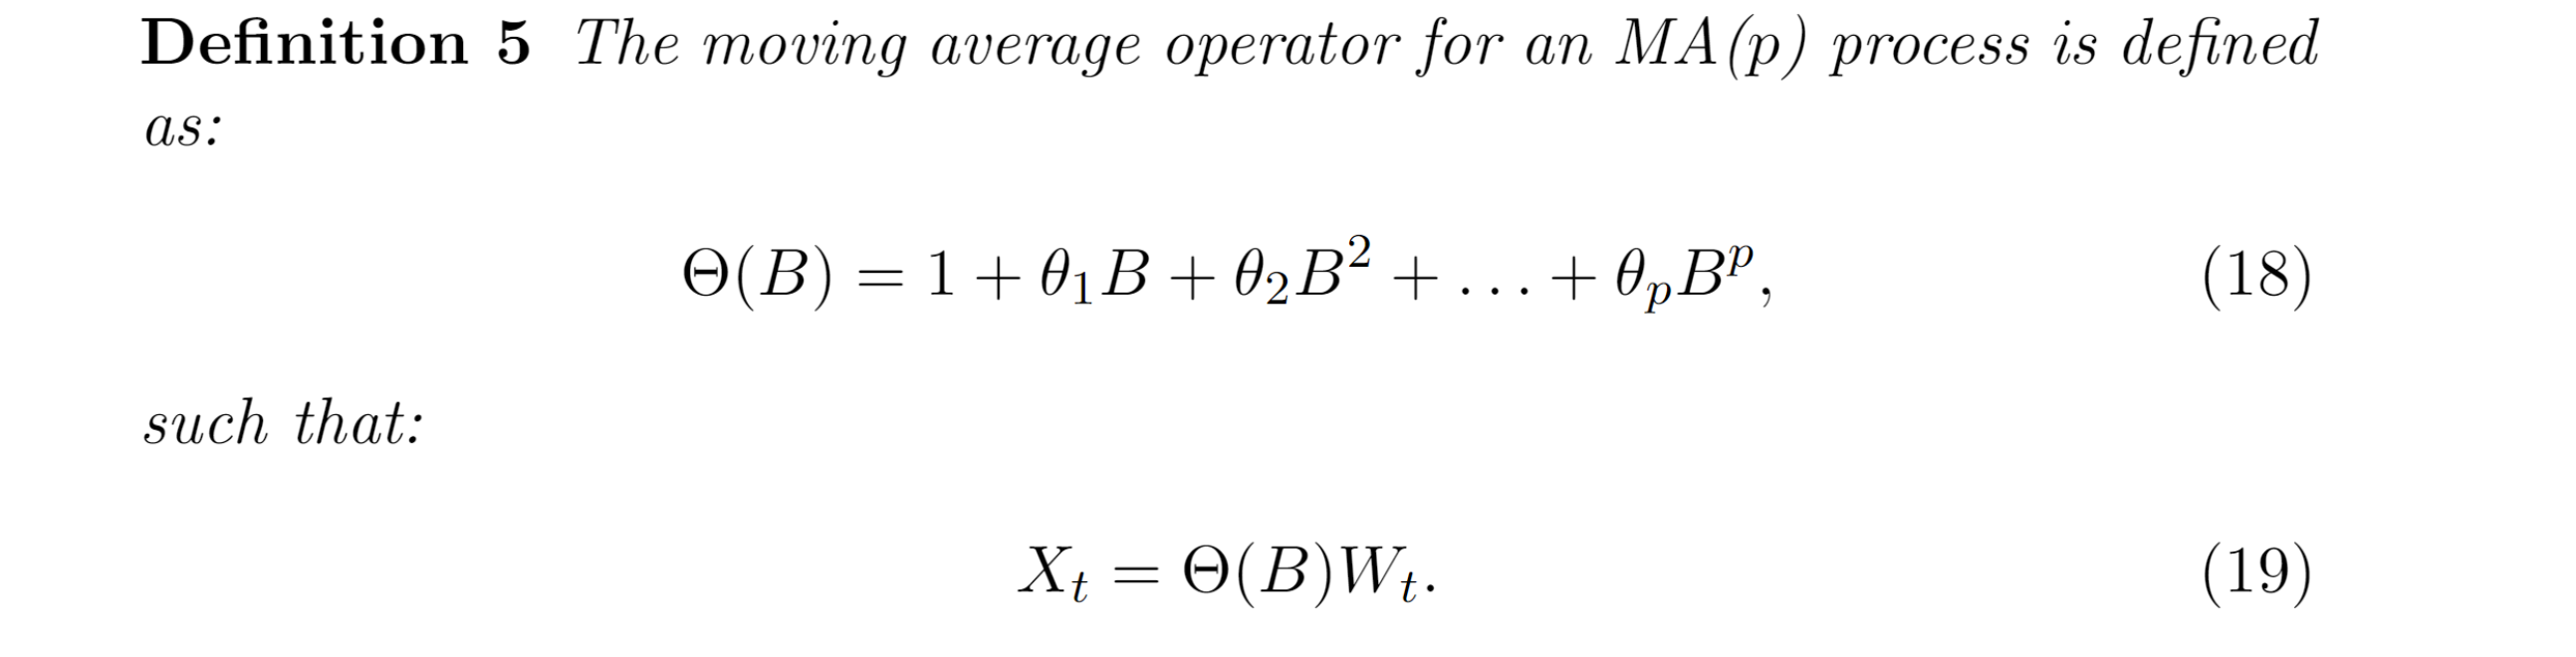 Definition 5 The moving average operator for an MA(p) process is defined
as:
Θ(B) = 1 + θ₁B + θ₂B² + . . . + θₚBᵖ, (18)
such that:
Xₜ = Θ(B)Wₜ. (19)